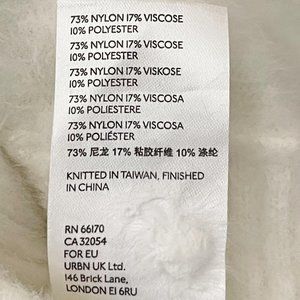 73% NYLON 17% VISCOSE
10% POLYESTER
73% NYLON 17% VISCOSE
10% POLYESTER
73% NYLON 17% VISKOSE
10% POLYESTER
73% NYLON 17% VISCOSA
10% POLIESTERE
73% NYLON 17% VISCOSA
10% POLIÉSTER
73% 尼龙 17% 粘胶纤维 10% 涤纶
KNITTED IN TAIWAN, FINISHED
IN CHINA
RN 66170
CA 32054
FOR EU
URBN UK Ltd.
146 Brick Lane,
LONDON E1 6RU